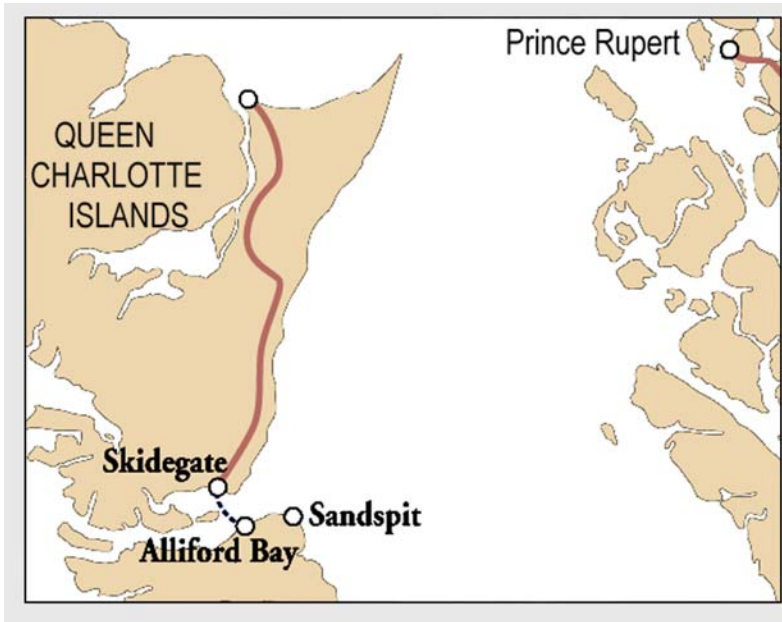 Prince Rupert
QUEEN
CHARLOTTE
ISLANDS
Skidegate
Sandspit
Alliford Bay